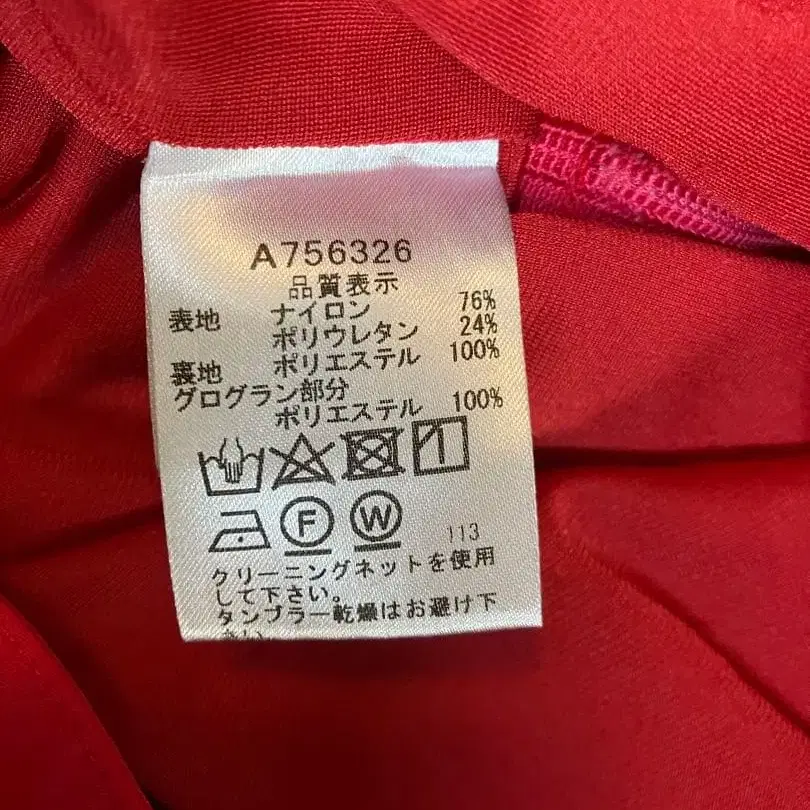 A756326
品質表示
表地 ナイロン 76%
ポリウレタン 24%
裏地 ポリエステル 100%
グログラン部分
ポリエステル 100%
F W 113
クリーニングネットを使用
して下さい。
タンブラー乾燥はお避け下
さい